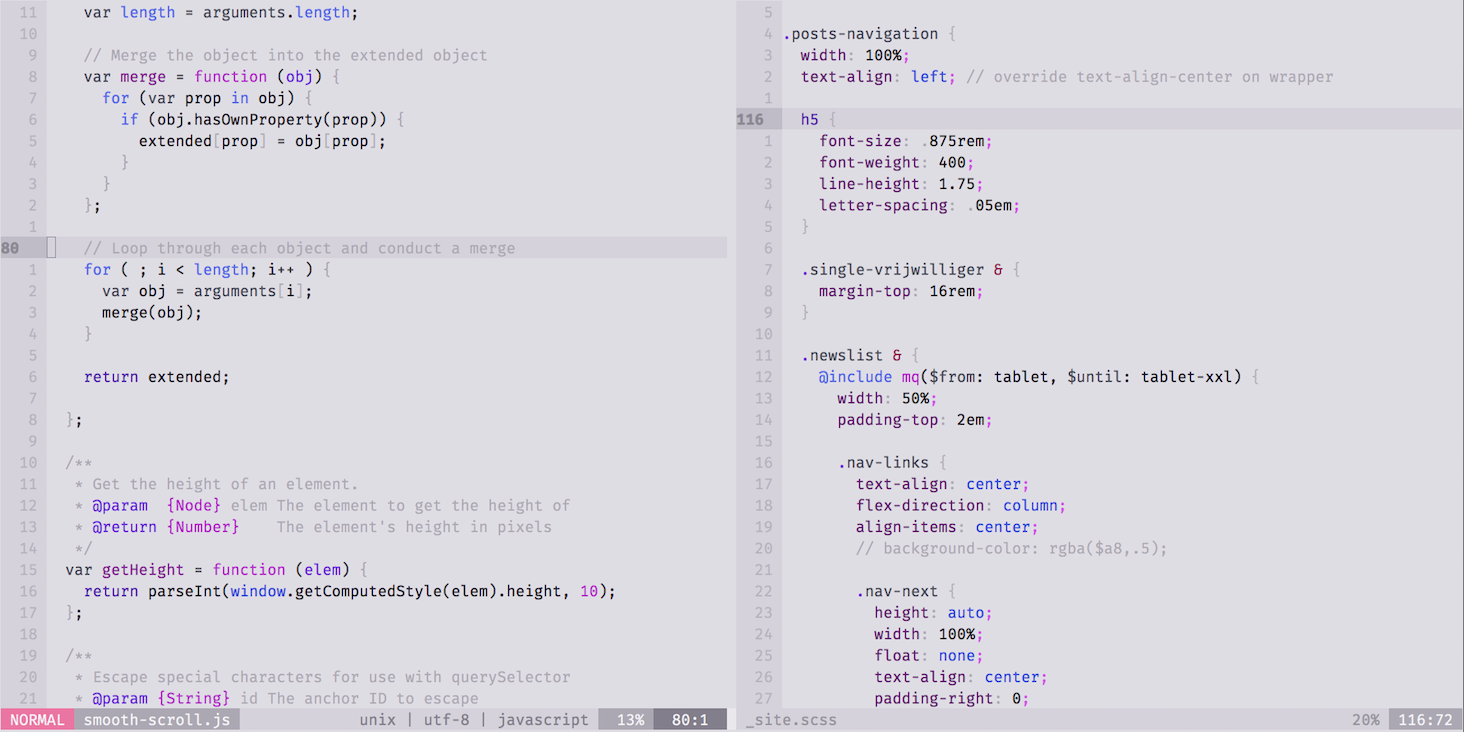 11    var length = arguments.length;
10
9    // Merge the object into the extended object
8    var merge = function (obj) {
7      for (var prop in obj) {
6        if (obj.hasOwnProperty(prop)) {
5          extended[prop] = obj[prop];
4        }
3      }
2    };
1
80    // Loop through each object and conduct a merge
1    for ( ; i < length; i++ ) {
2      var obj = arguments[i];
3      merge(obj);
4    }
5
6    return extended;
7
8  };
9
10  /**
11   * Get the height of an element.
12   * @param  {Node} elem The element to get the height of
13   * @return {Number}    The element's height in pixels
14   */
15  var getHeight = function (elem) {
16    return parseInt(window.getComputedStyle(elem).height, 10);
17  };
18
19  /**
20   * Escape special characters for use with querySelector
21   * @param {String} id The anchor ID to escape
NORMAL smooth-scroll.js unix | utf-8 | javascript 13% 80:1
5
4 .posts-navigation {
3   width: 100%;
2   text-align: left; // override text-align-center on wrapper
1
116   h5 {
1     font-size: .875rem;
2     font-weight: 400;
3     line-height: 1.75;
4     letter-spacing: .05em;
5   }
6
7   .single-vrijwilliger & {
8     margin-top: 16rem;
9   }
10
11   .newslist & {
12     @include mq($from: tablet, $until: tablet-xxl) {
13       width: 50%;
14       padding-top: 2em;
15
16       .nav-links {
17         text-align: center;
18         flex-direction: column;
19         align-items: center;
20         // background-color: rgba($a8,.5);
21
22         .nav-next {
23           height: auto;
24           width: 100%;
25           float: none;
26           text-align: center;
27           padding-right: 0;
_site.scss 20% 116:72